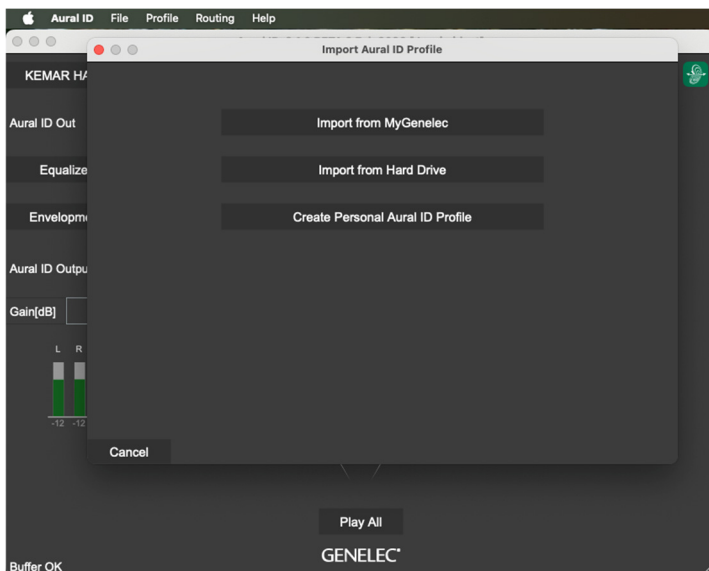 Aural ID File Profile Routing Help
Import Aural ID Profile
KEMAR HA
Import from MyGenelec
Aural ID Out
Import from Hard Drive
Equalize
Create Personal Aural ID Profile
Envelopme
Aural ID Outpu
Gain[dB]
L R
-12 -12
Cancel
Play All
GENELEC
Buffer OK